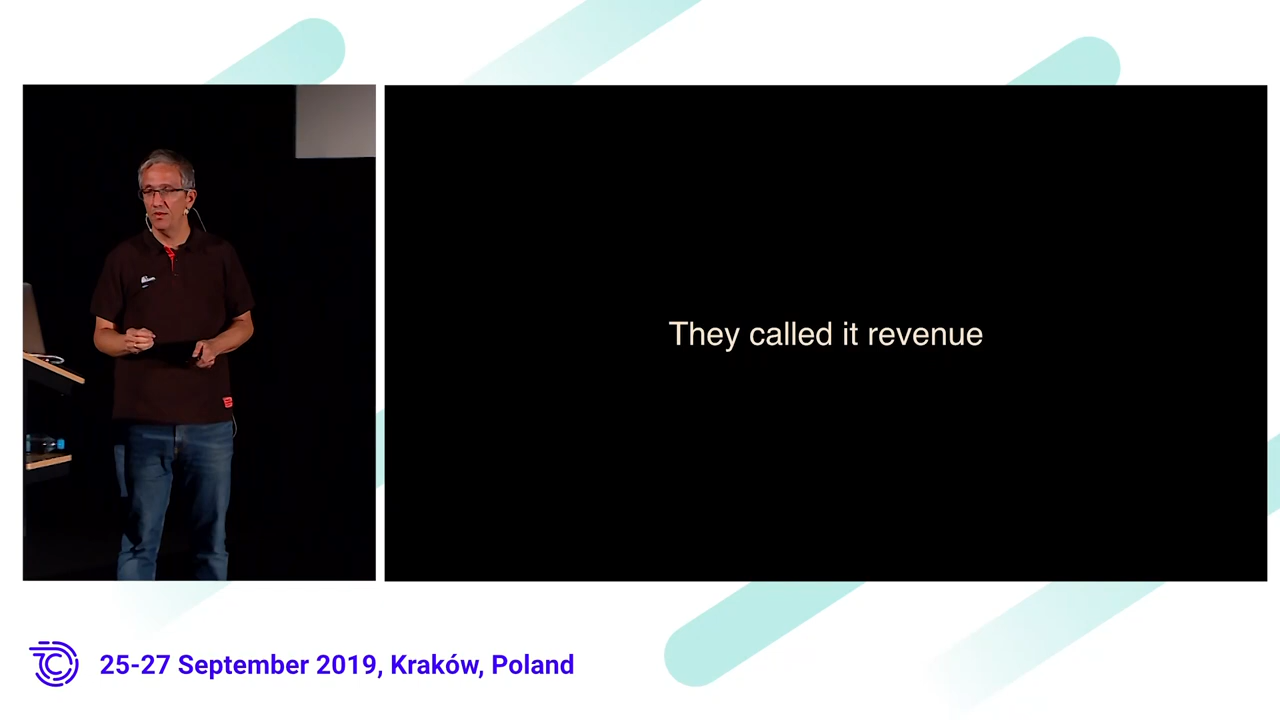 They called it revenue
25-27 September 2019, Kraków, Poland